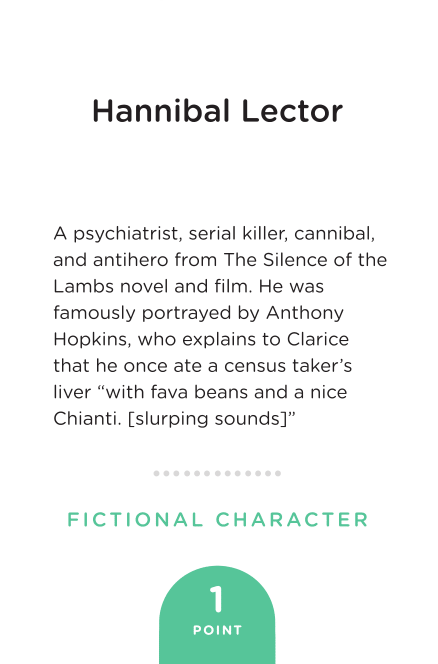 Hannibal Lector
A psychiatrist, serial killer, cannibal,
and antihero from The Silence of the
Lambs novel and film. He was
famously portrayed by Anthony
Hopkins, who explains to Clarice
that he once ate a census taker’s
liver “with fava beans and a nice
Chianti. [slurping sounds]”
FICTIONAL CHARACTER
1
POINT